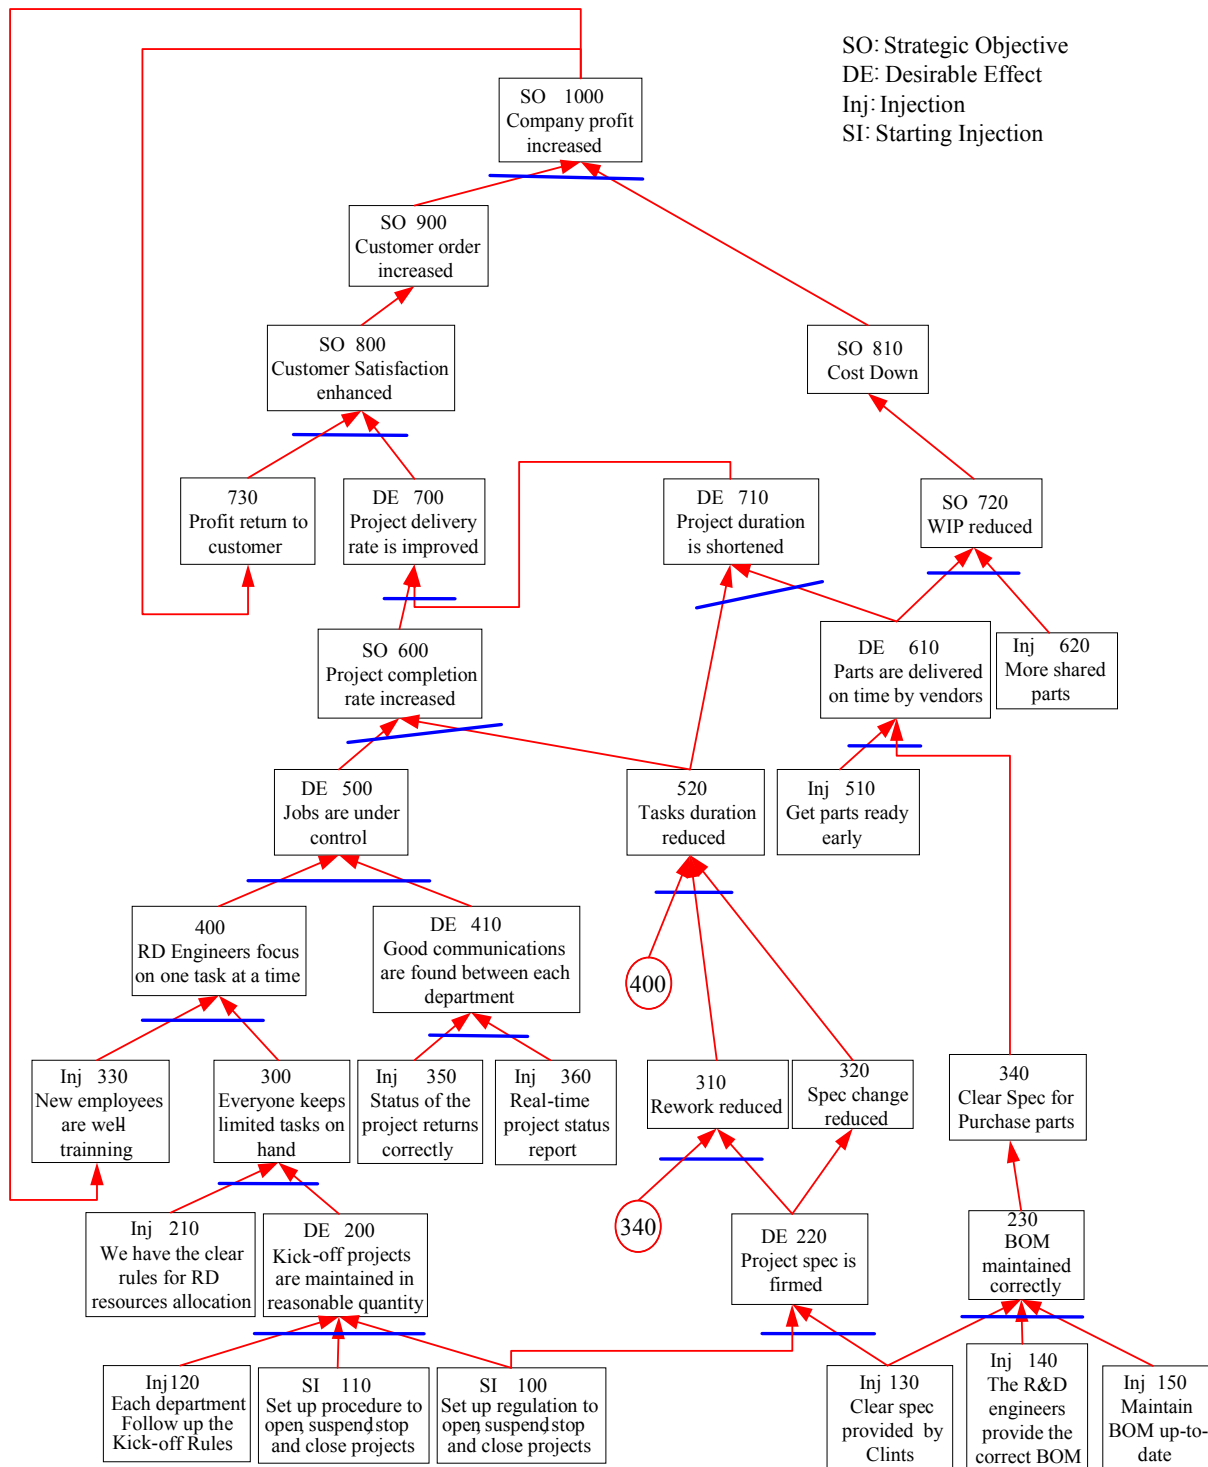 SO: Strategic Objective
DE: Desirable Effect
Inj: Injection
SI: Starting Injection
SO 1000
Company profit
increased
SO 900
Customer order
increased
SO 800
Customer Satisfaction
enhanced
SO 810
Cost Down
730
Profit return to
customer
DE 700
Project delivery
rate is improved
DE 710
Project duration
is shortened
SO 720
WIP reduced
SO 600
Project completion
rate increased
DE 610
Parts are delivered
on time by vendors
Inj 620
More shared
parts
DE 500
Jobs are under
control
520
Tasks duration
reduced
Inj 510
Get parts ready
early
400
RD Engineers focus
on one task at a time
DE 410
Good communications
are found between each
department
400
Inj 330
New employees
are well
trainning
300
Everyone keeps
limited tasks on
hand
Inj 350
Status of the
project returns
correctly
Inj 360
Real-time
project status
report
310
Rework reduced
320
Spec change
reduced
340
Clear Spec for
Purchase parts
340
Inj 210
We have the clear
rules for RD
resources allocation
DE 200
Kick-off projects
are maintained in
reasonable quantity
DE 220
Project spec is
firmed
230
BOM
maintained
correctly
Inj120
Each department
Follow up the
Kick-off Rules
SI 110
Set up procedure to
open, suspend,stop
and close projects
SI 100
Set up regulation to
open, suspend,stop
and close projects
Inj 130
Clear spec
provided by
Clints
Inj 140
The R&D
engineers
provide the
correct BOM
Inj 150
Maintain
BOM up-to-
date